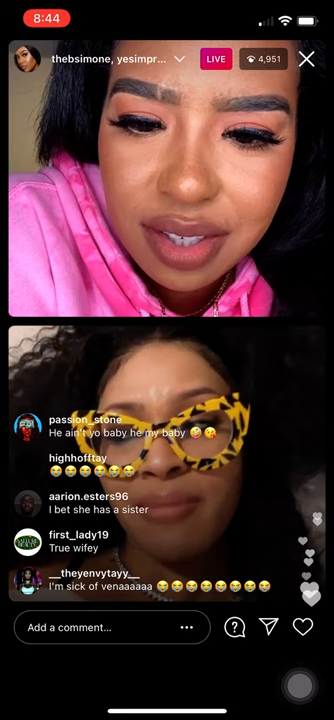 8:44
thebsimone, yesimpr...
LIVE
4,951
passion_stone
He ain't yo baby he my baby 🤪 😘
highhofftay
😭😭😭😭😭😭
aarion.esters96
I bet she has a sister
first_lady19
True wifey
__theyenvytayy__
I'm sick of venaaaaaa 😭😭😭😭😭😭😭😭
Add a comment...